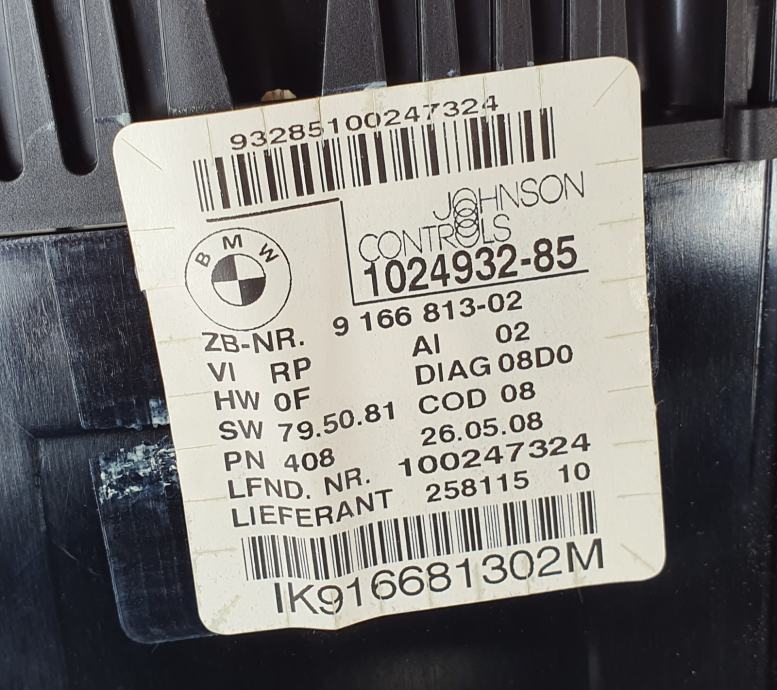 93285100247324
JOHNSON
CONTROLS
BMW
1024932-85
ZB-NR. 9 166 813-02
VI RP AI 02
HW 0F DIAG 08D0
SW 79.50.81 COD 08
PN 408 26.05.08
LFND. NR. 100247324
LIEFERANT 258115 10
IK916681302M